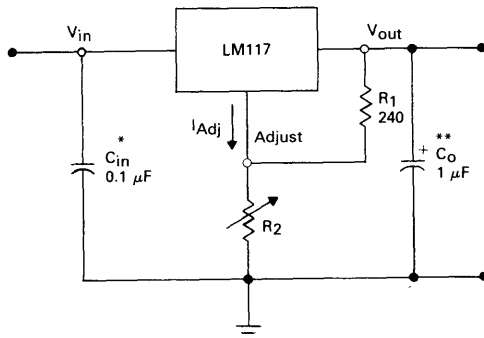 Vin
LM117
Vout
IAdj
Adjust
R1
240
*
Cin
0.1 μF
**
+ Co
1 μF
R2